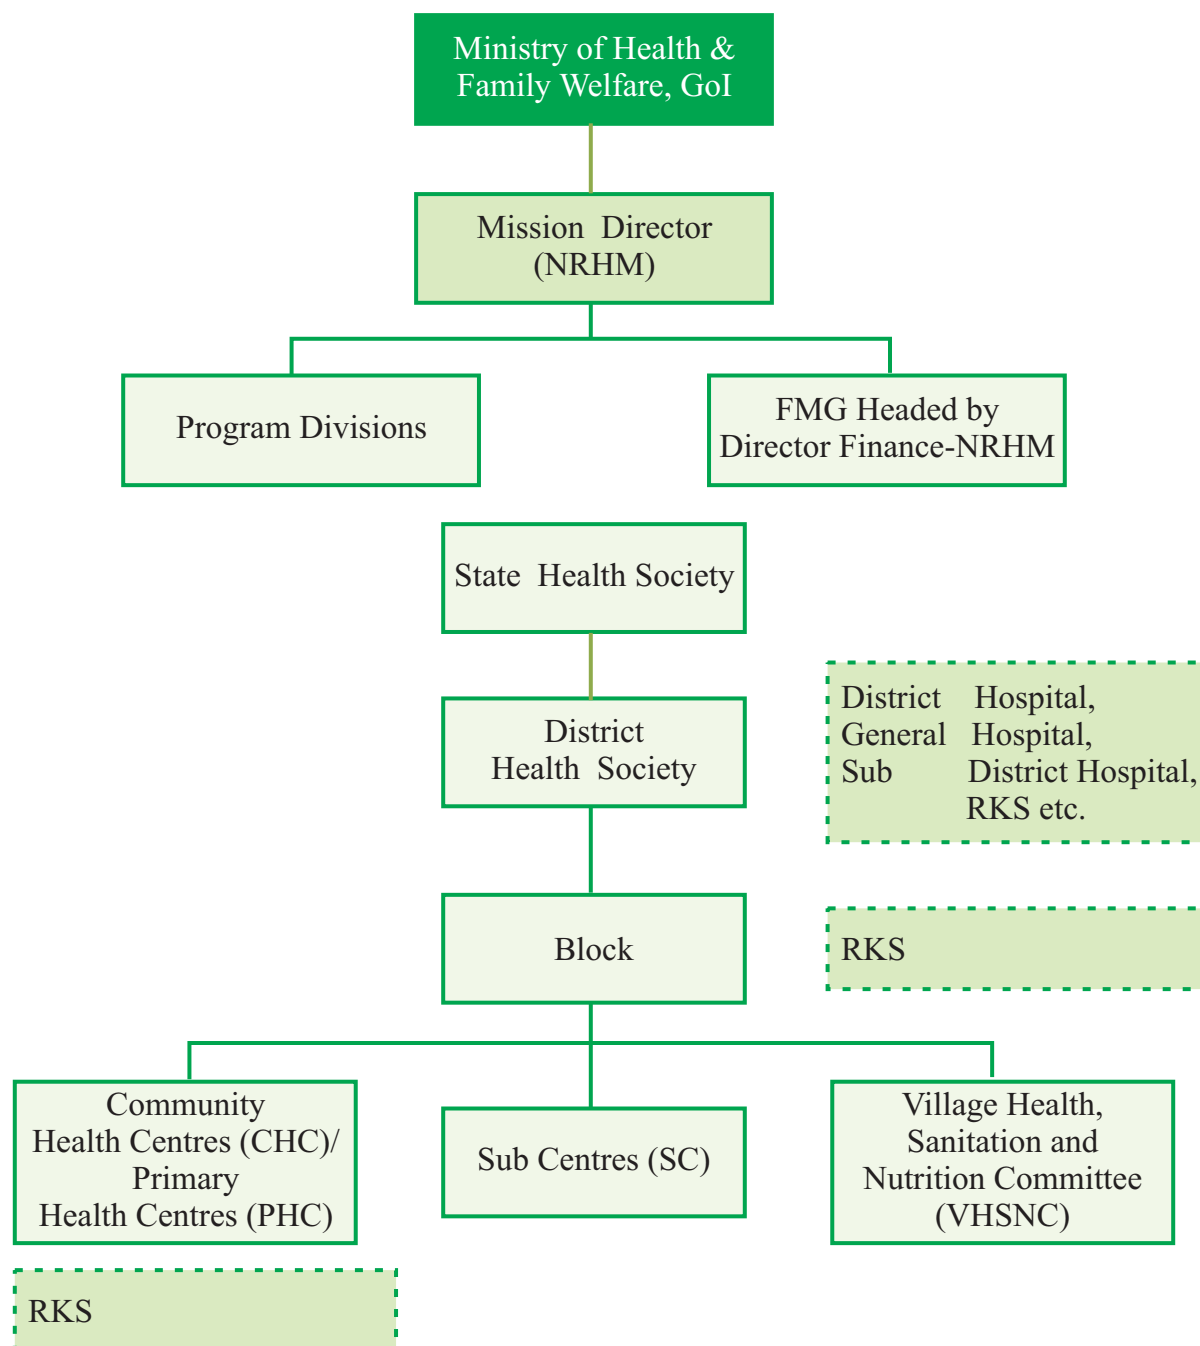 Ministry of Health &
Family Welfare, GoI
Mission Director
(NRHM)
Program Divisions
FMG Headed by
Director Finance-NRHM
State Health Society
District Hospital,
General Hospital,
Sub District Hospital,
RKS etc.
District
Health Society
Block
RKS
Community
Health Centres (CHC)/
Primary
Health Centres (PHC)
Sub Centres (SC)
Village Health,
Sanitation and
Nutrition Committee
(VHSNC)
RKS